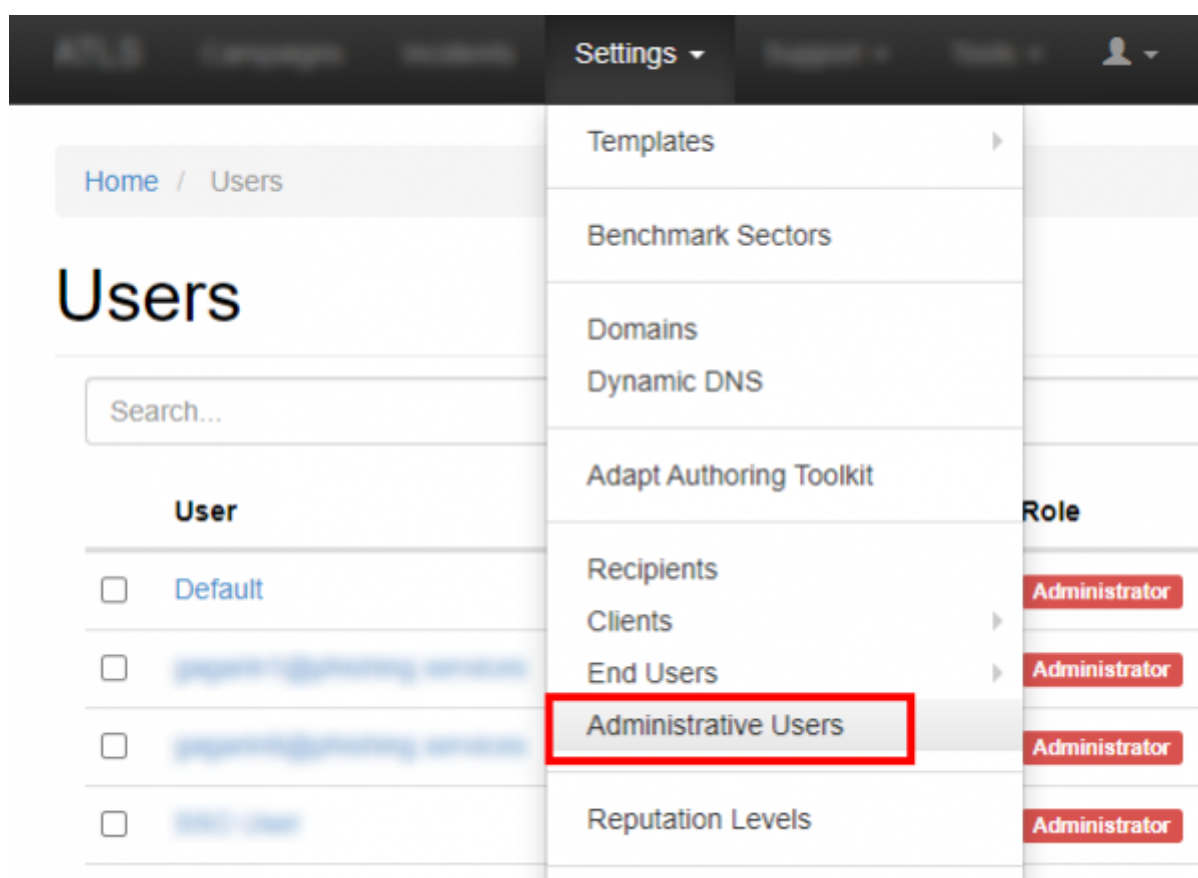 Settings
Home / Users
Users
Search...
User
Role
Default
Administrator
Administrator
Administrator
Administrator
Templates
Benchmark Sectors
Domains
Dynamic DNS
Adapt Authoring Toolkit
Recipients
Clients
End Users
Administrative Users
Reputation Levels